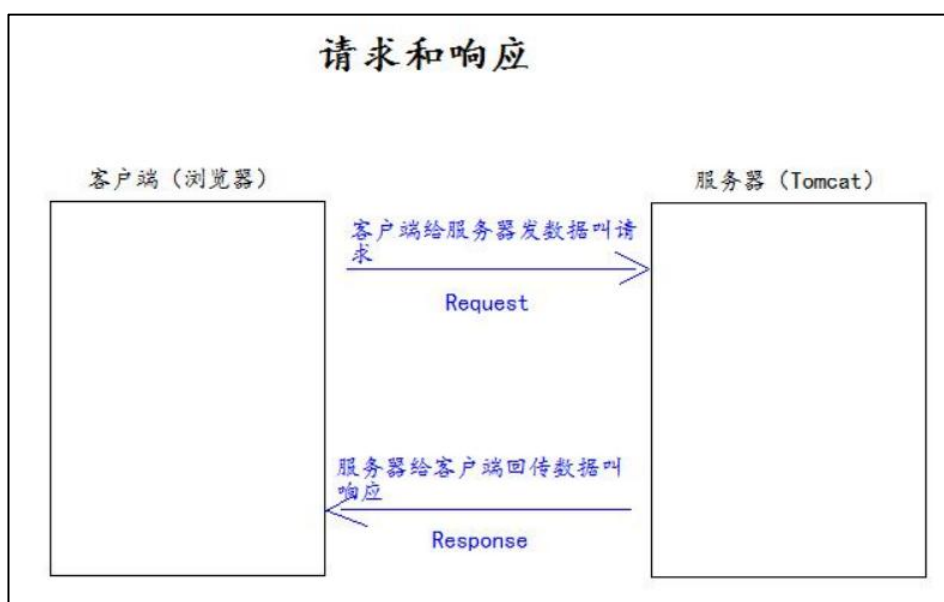 请求和响应
客户端（浏览器）
服务器（Tomcat）
客户端给服务器发数据叫请
求
Request
服务器给客户端回传数据叫
响应
Response